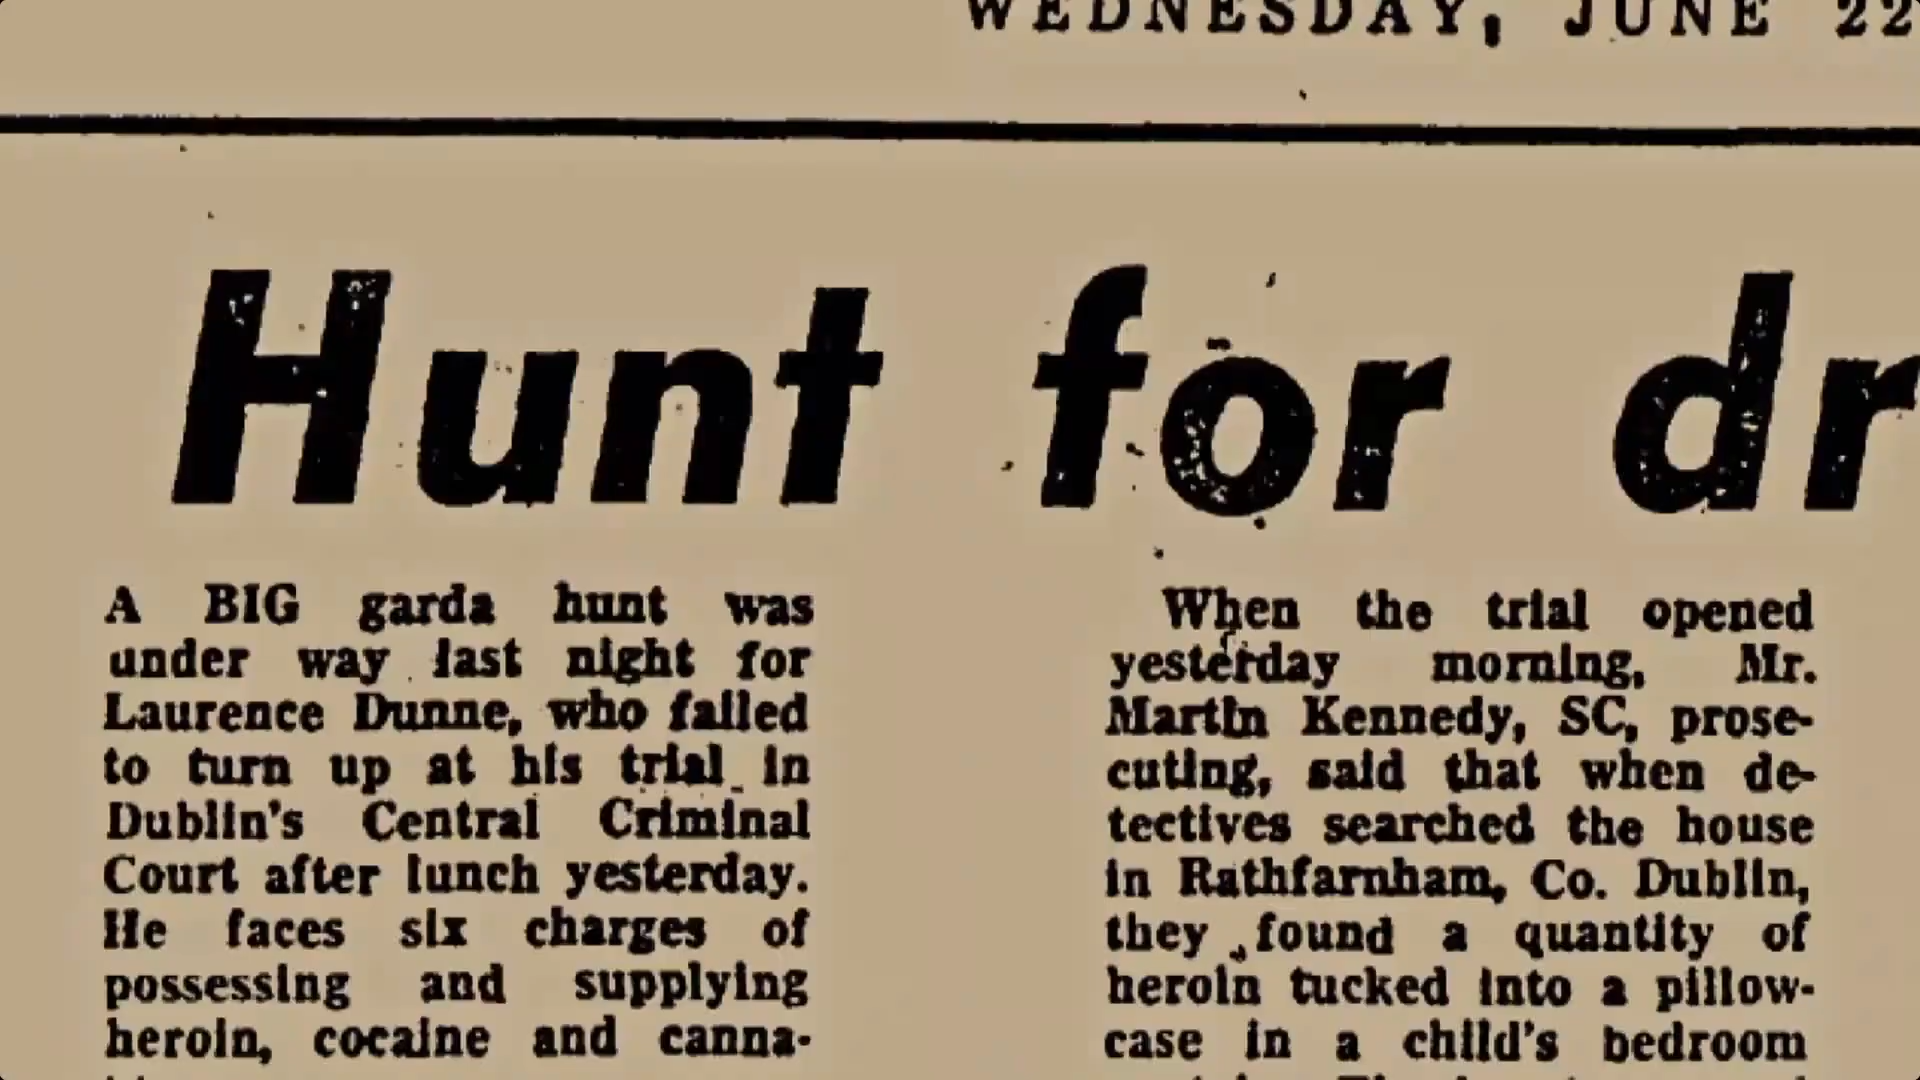 WEDNESDAY, JUNE 22
Hunt for dr
A BIG garda hunt was
under way last night for
Laurence Dunne, who failed
to turn up at his trial in
Dublin's Central Criminal
Court after lunch yesterday.
He faces six charges of
possessing and supplying
heroin, cocaine and canna-
When the trial opened
yesterday morning, Mr.
Martin Kennedy, SC, prose-
cuting, said that when de-
tectives searched the house
in Rathfarnham, Co. Dublin,
they found a quantity of
heroin tucked into a pillow-
case in a child's bedroom